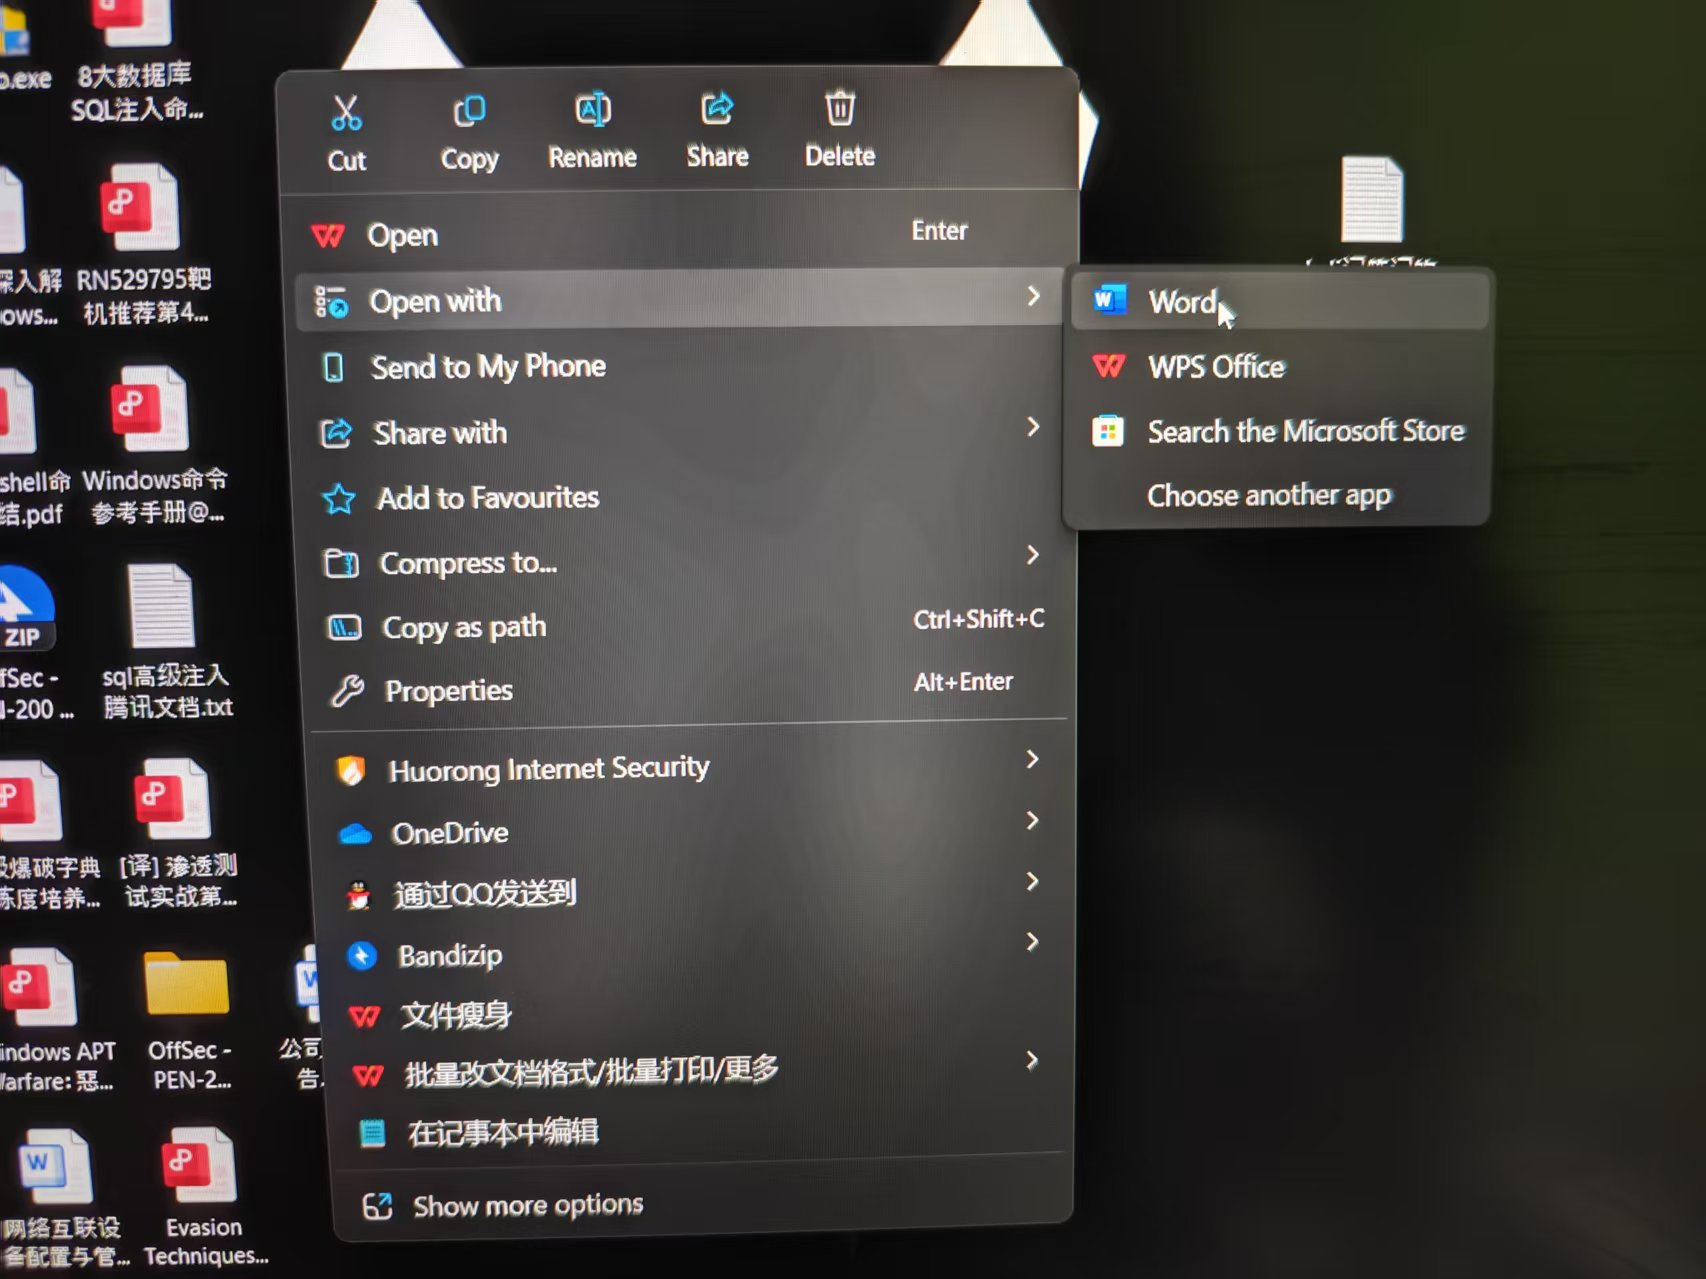 o.exe
8大数据库
SQL注入命...
深入解
ows...
RN529795靶
机推荐第4...
shell命
结.pdf
Windows命令
参考手册@...
ZIP
fSec -
-200 ...
sql高级注入
腾讯文档.txt
爆破字典
度培养...
[译] 渗透测
试实战第...
indows APT
Warfare: 惡...
OffSec -
PEN-2...
公司
告.
网络互联设
备配置与管...
Evasion
Techniques...
Cut
Copy
Rename
Share
Delete
Open Enter
Open with
Send to My Phone
Share with
Add to Favourites
Compress to...
Copy as path Ctrl+Shift+C
Properties Alt+Enter
Huorong Internet Security
OneDrive
通过QQ发送到
Bandizip
文件瘦身
批量改文档格式/批量打印/更多
在记事本中编辑
Show more options
Word
WPS Office
Search the Microsoft Store
Choose another app